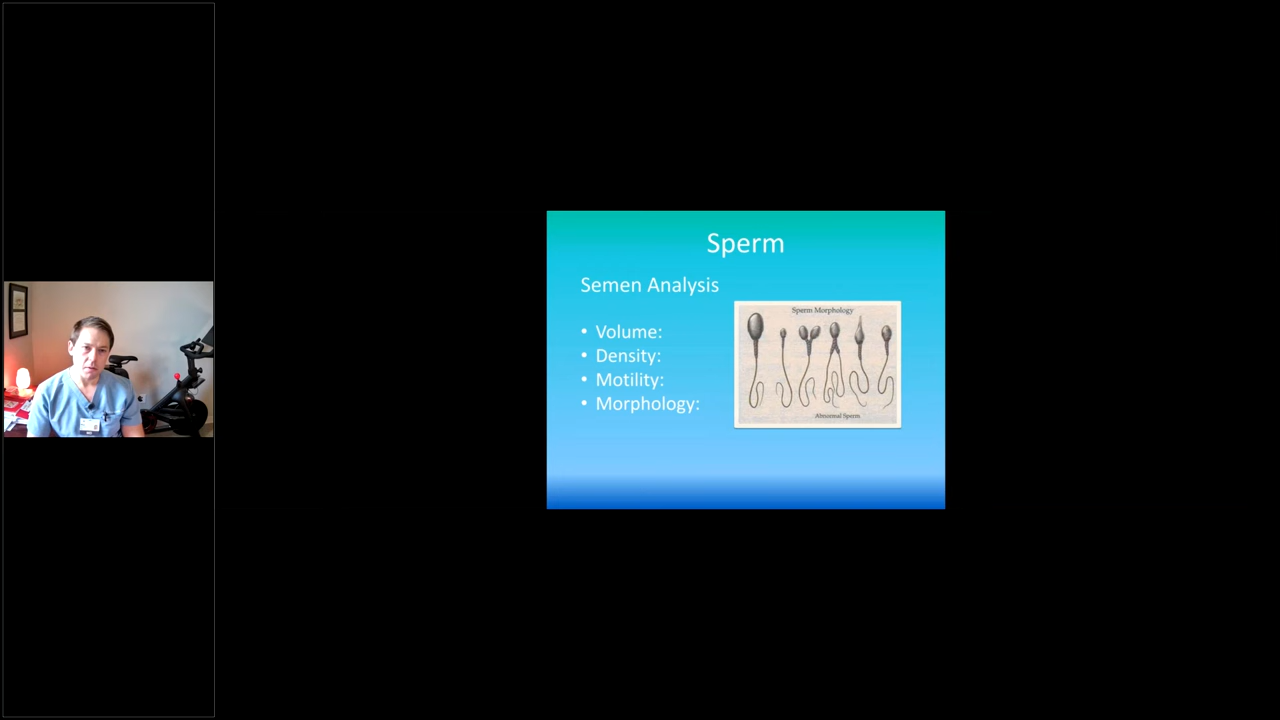 Sperm
Semen Analysis
• Volume:
• Density:
• Motility:
• Morphology:
Sperm Morphology
Abnormal Sperm